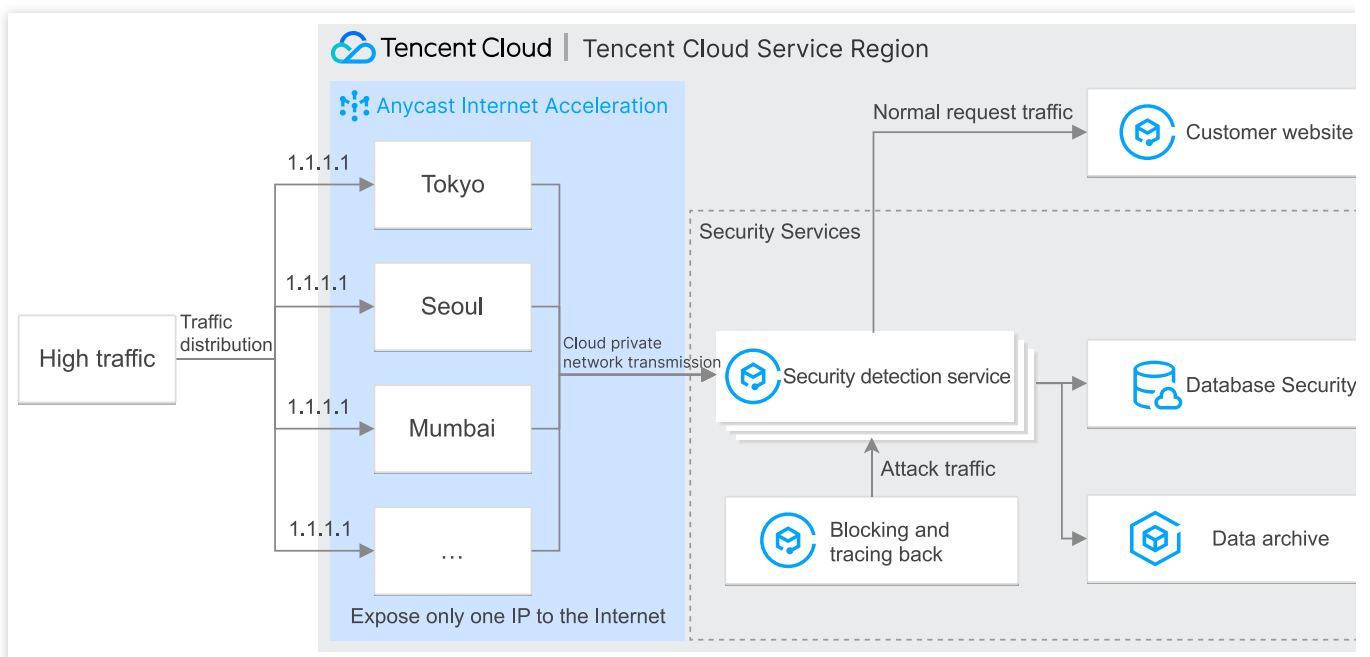 Tencent Cloud | Tencent Cloud Service Region
Anycast Internet Acceleration
Normal request traffic
Customer website
1.1.1.1
Tokyo
Security Services
1.1.1.1
Seoul
High traffic
Traffic
distribution
Cloud private
network transmission
Security detection service
Database Security
1.1.1.1
Mumbai
Attack traffic
1.1.1.1
...
Blocking and
tracing back
Data archive
Expose only one IP to the Internet